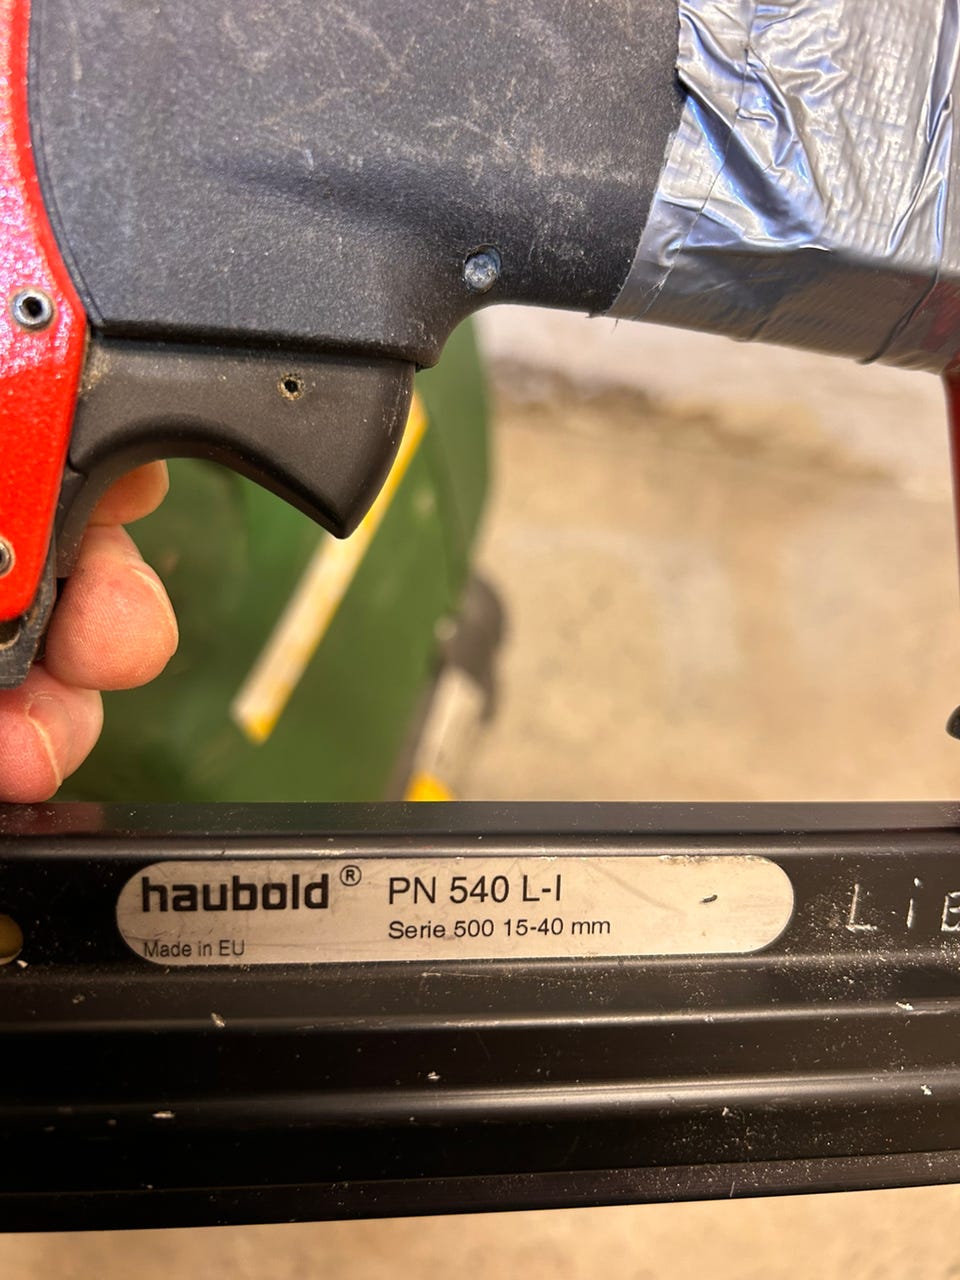 haubold ® PN 540 L-I
Serie 500 15-40 mm
Made in EU